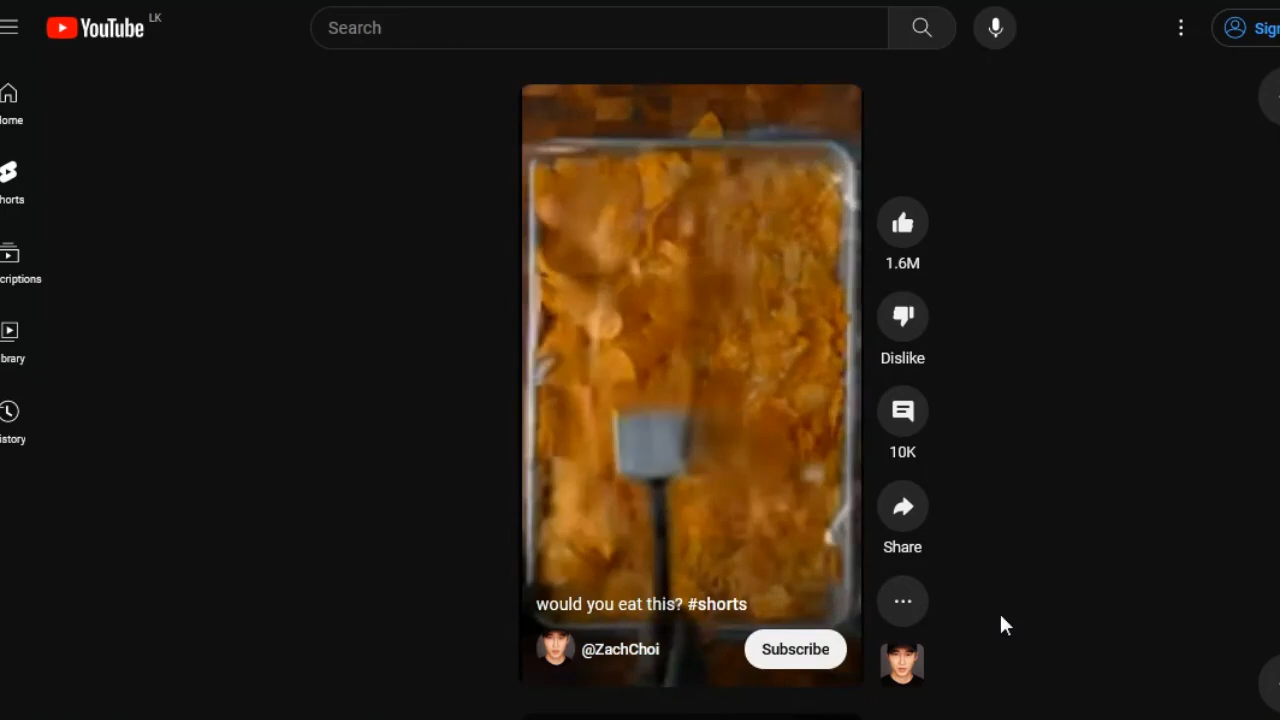 YouTube LK
Search
Sign
ome
horts
criptions
brary
istory
1.6M
Dislike
10K
Share
would you eat this? #shorts
@ZachChoi
Subscribe